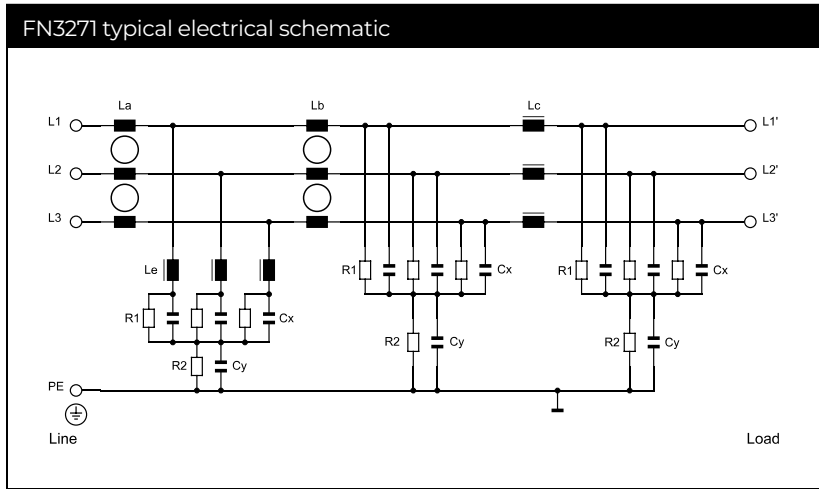 FN3271 typical electrical schematic
La Lb Lc
L1 L1'
L2 L2'
L3 L3'
Le R1 Cx R1 Cx
R1 Cx
R2 Cy R2 Cy
R2 Cy
PE
Line Load